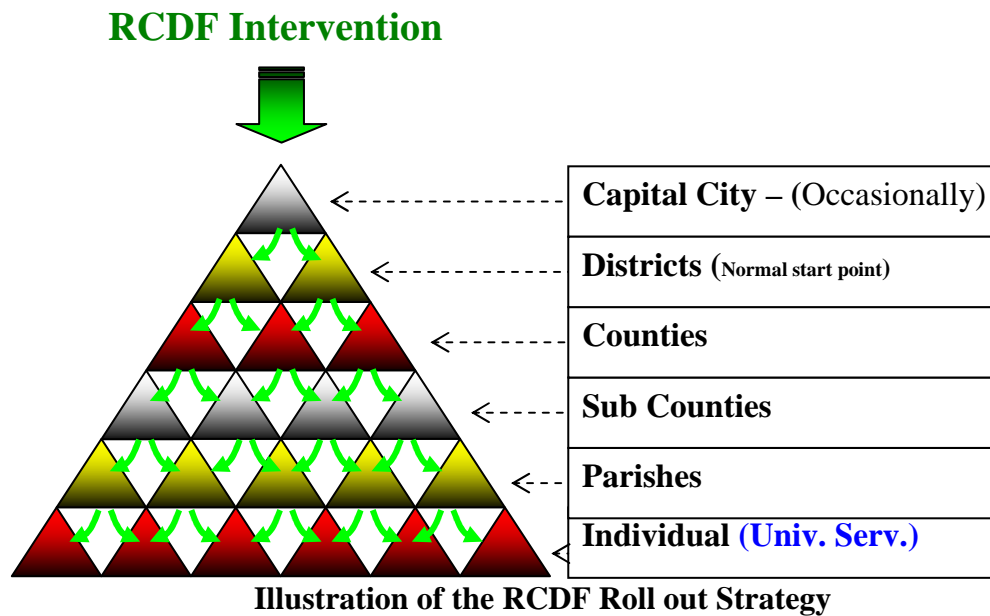 RCDF Intervention
Capital City – (Occasionally)
Districts (Normal start point)
Counties
Sub Counties
Parishes
Individual (Univ. Serv.)
Illustration of the RCDF Roll out Strategy